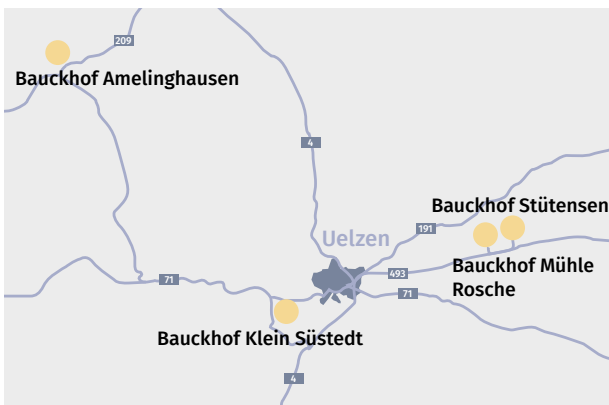 209
Bauckhof Amelinghausen
4
Bauckhof Stütensen
191
Uelzen
Bauckhof Mühle
Rosche
493
71
71
Bauckhof Klein Süstedt
4